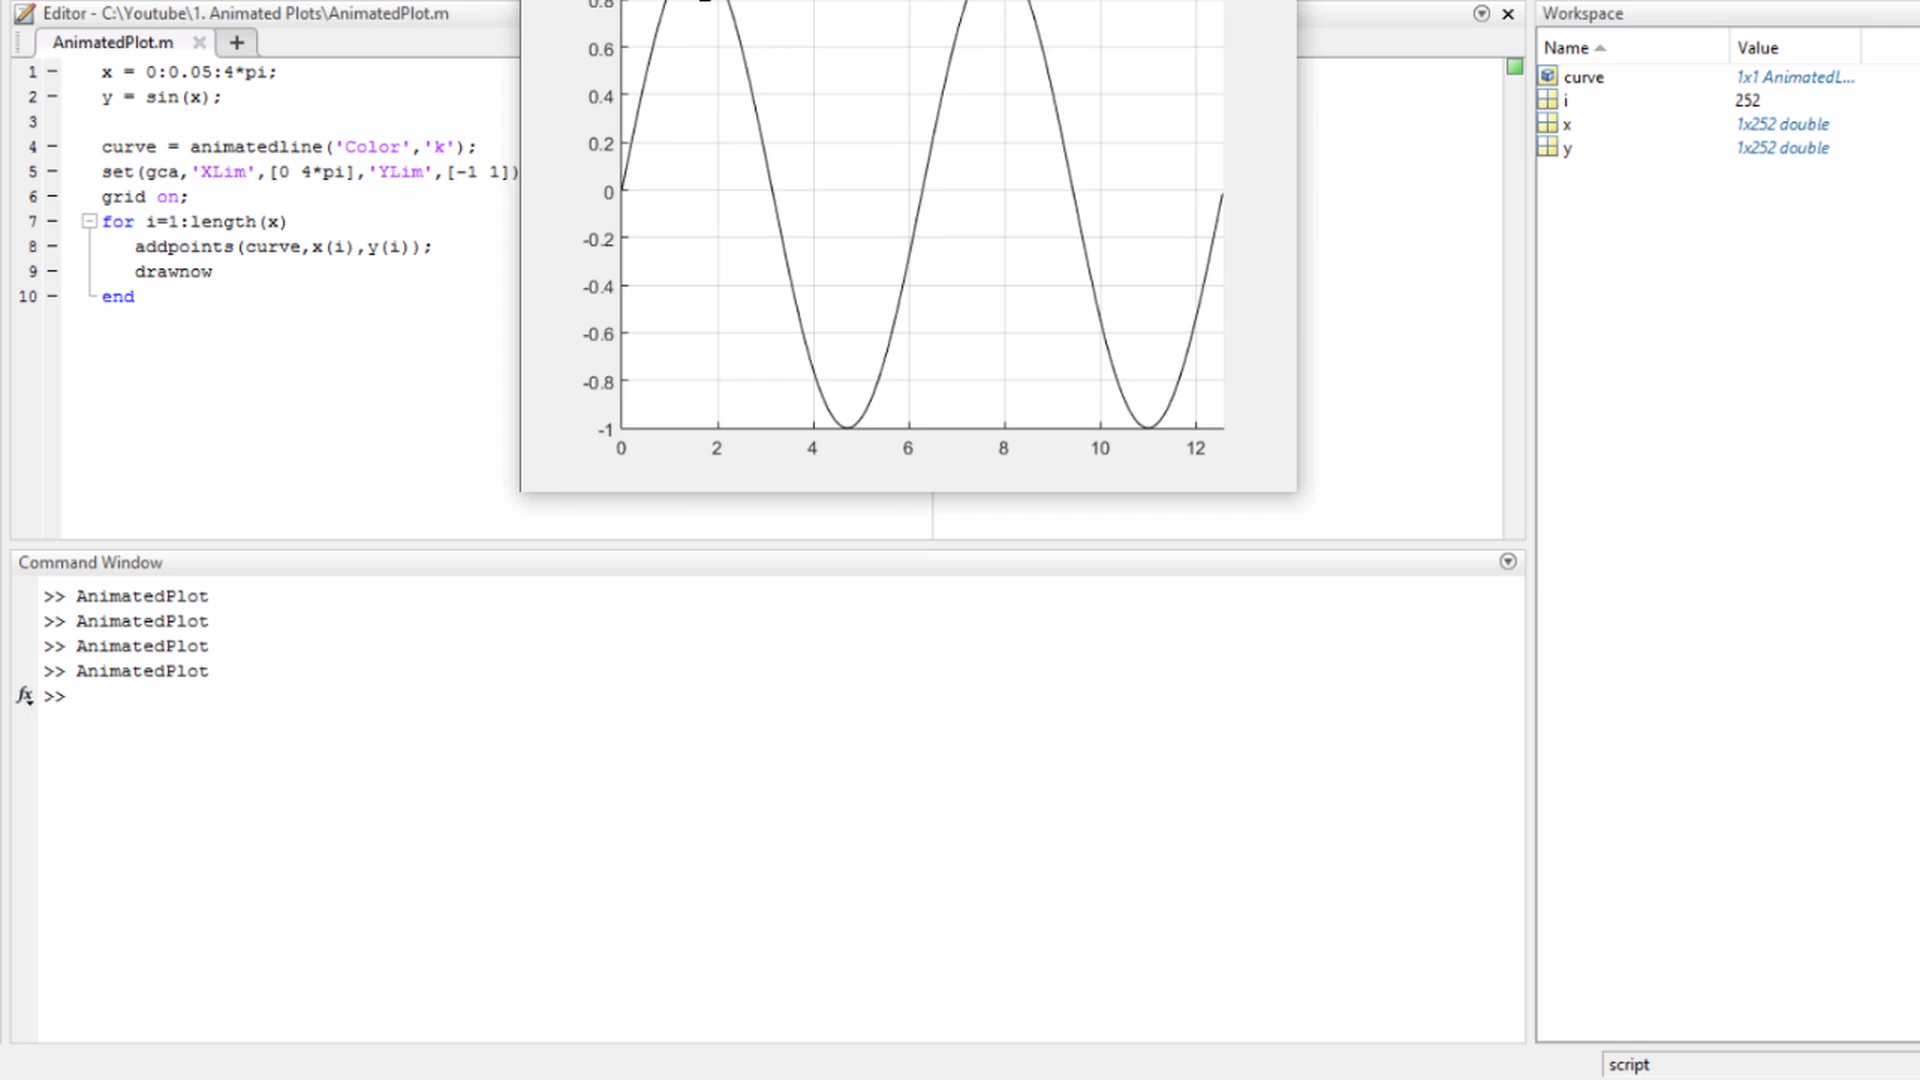 Editor - C:\Youtube\1. Animated Plots\AnimatedPlot.m
AnimatedPlot.m
1 x = 0:0.05:4*pi;
2 y = sin(x);
3
4 curve = animatedline('Color','k');
5 set(gca,'XLim',[0 4*pi],'YLim',[-1 1])
6 grid on;
7 for i=1:length(x)
8 addpoints(curve,x(i),y(i));
9 drawnow
10 end
0.8
0.6
0.4
0.2
0
-0.2
-0.4
-0.6
-0.8
-1
0 2 4 6 8 10 12
Command Window
>> AnimatedPlot
>> AnimatedPlot
>> AnimatedPlot
>> AnimatedPlot
fx >>
Workspace
Name Value
curve 1x1 AnimatedL...
i 252
x 1x252 double
y 1x252 double
script